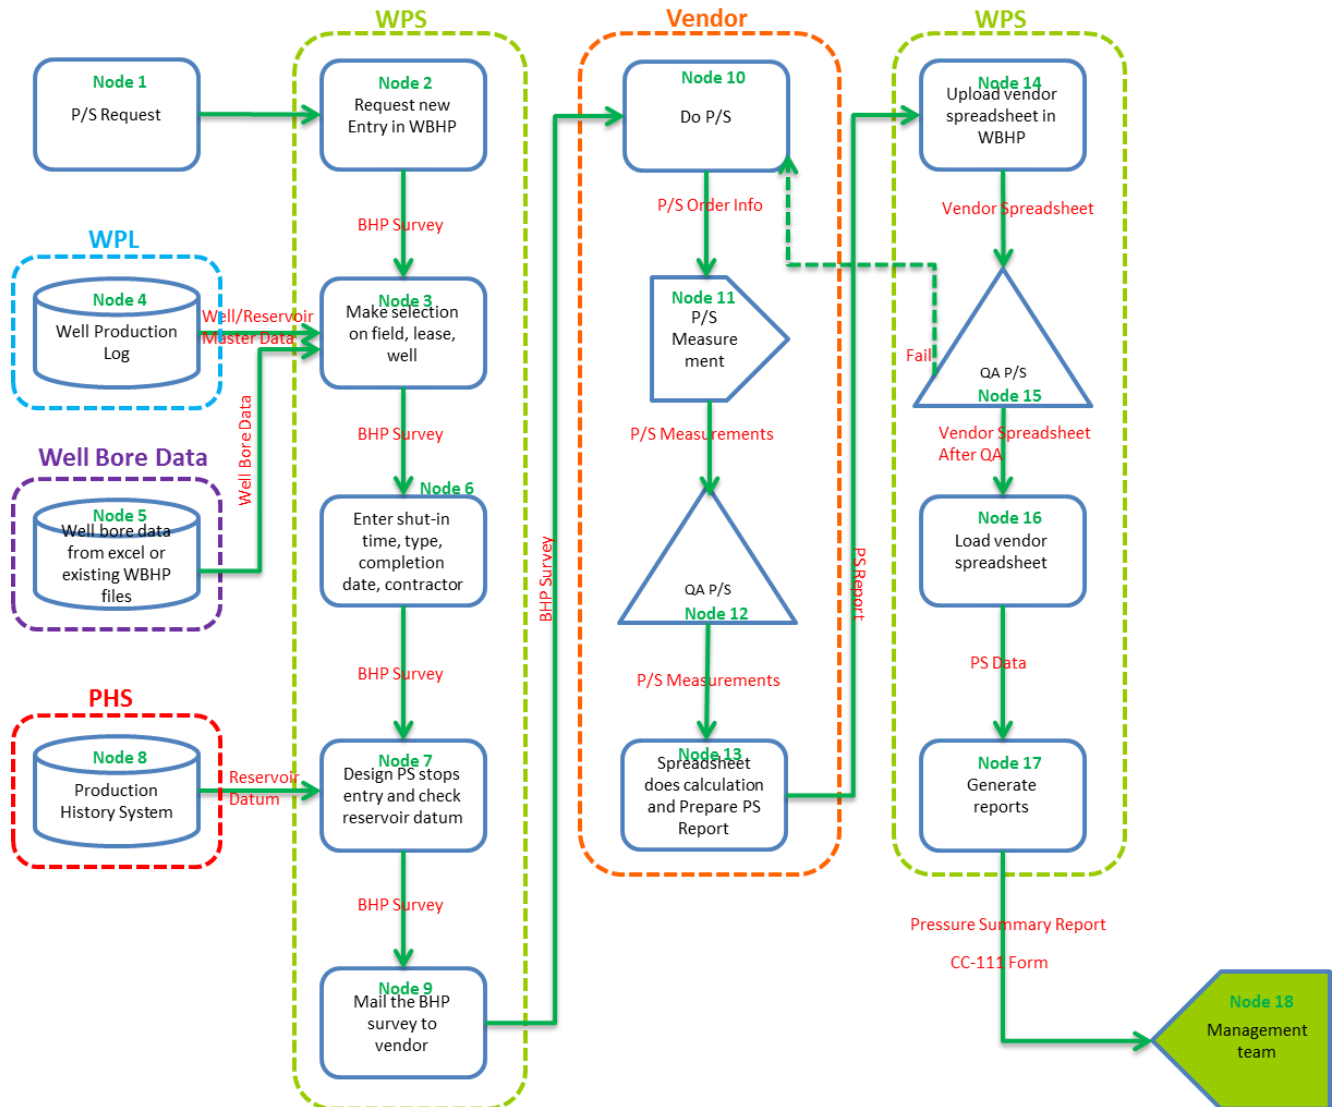 WPS
Vendor
WPS
Node 1
P/S Request
Node 2
Request new
Entry in WBHP
BHP Survey
WPL
Node 4
Well Production
Log
Well/Reservoir
Master Data
Node 3
Make selection
on field, lease,
well
BHP Survey
Well Bore Data
Well Bore Data
Node 5
Well bore data
from excel or
existing WBHP
files
Node 6
Enter shut-in
time, type,
completion
date, contractor
BHP Survey
PHS
Node 8
Production
History System
Reservoir
Datum
Node 7
Design PS stops
entry and check
reservoir datum
BHP Survey
Node 9
Mail the BHP
survey to
vendor
BHP Survey
Node 10
Do P/S
P/S Order Info
Node 11
P/S
Measure
ment
P/S Measurements
QA P/S
Node 12
P/S Measurements
Node 13
Spreadsheet
does calculation
and Prepare PS
Report
PS Report
Node 14
Upload vendor
spreadsheet in
WBHP
Vendor Spreadsheet
Fail
QA P/S
Node 15
Vendor Spreadsheet
After QA
Node 16
Load vendor
spreadsheet
PS Data
Node 17
Generate
reports
Pressure Summary Report
CC-111 Form
Node 18
Management
team